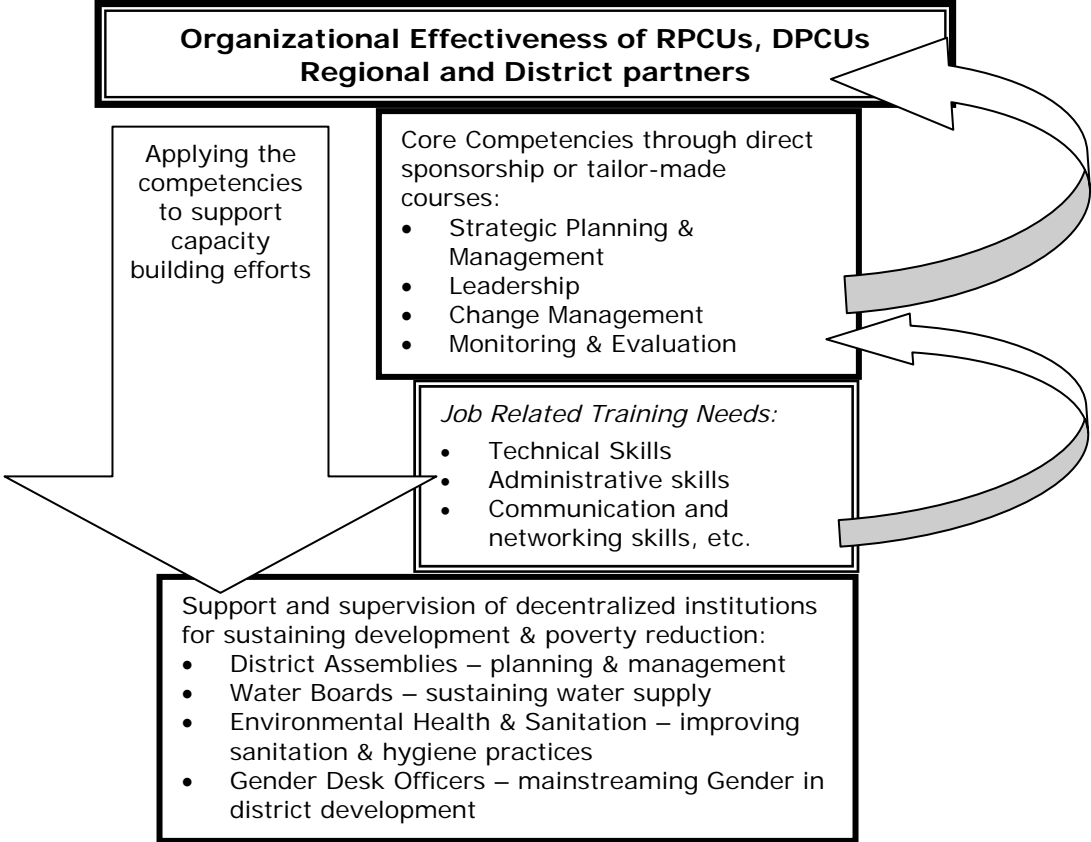 Organizational Effectiveness of RPCUs, DPCUs
Regional and District partners
Applying the
competencies
to support
capacity
building efforts
Core Competencies through direct
sponsorship or tailor-made
courses:
• Strategic Planning &
Management
• Leadership
• Change Management
• Monitoring & Evaluation
Job Related Training Needs:
• Technical Skills
• Administrative skills
• Communication and
networking skills, etc.
Support and supervision of decentralized institutions
for sustaining development & poverty reduction:
• District Assemblies – planning & management
• Water Boards – sustaining water supply
• Environmental Health & Sanitation – improving
sanitation & hygiene practices
• Gender Desk Officers – mainstreaming Gender in
district development